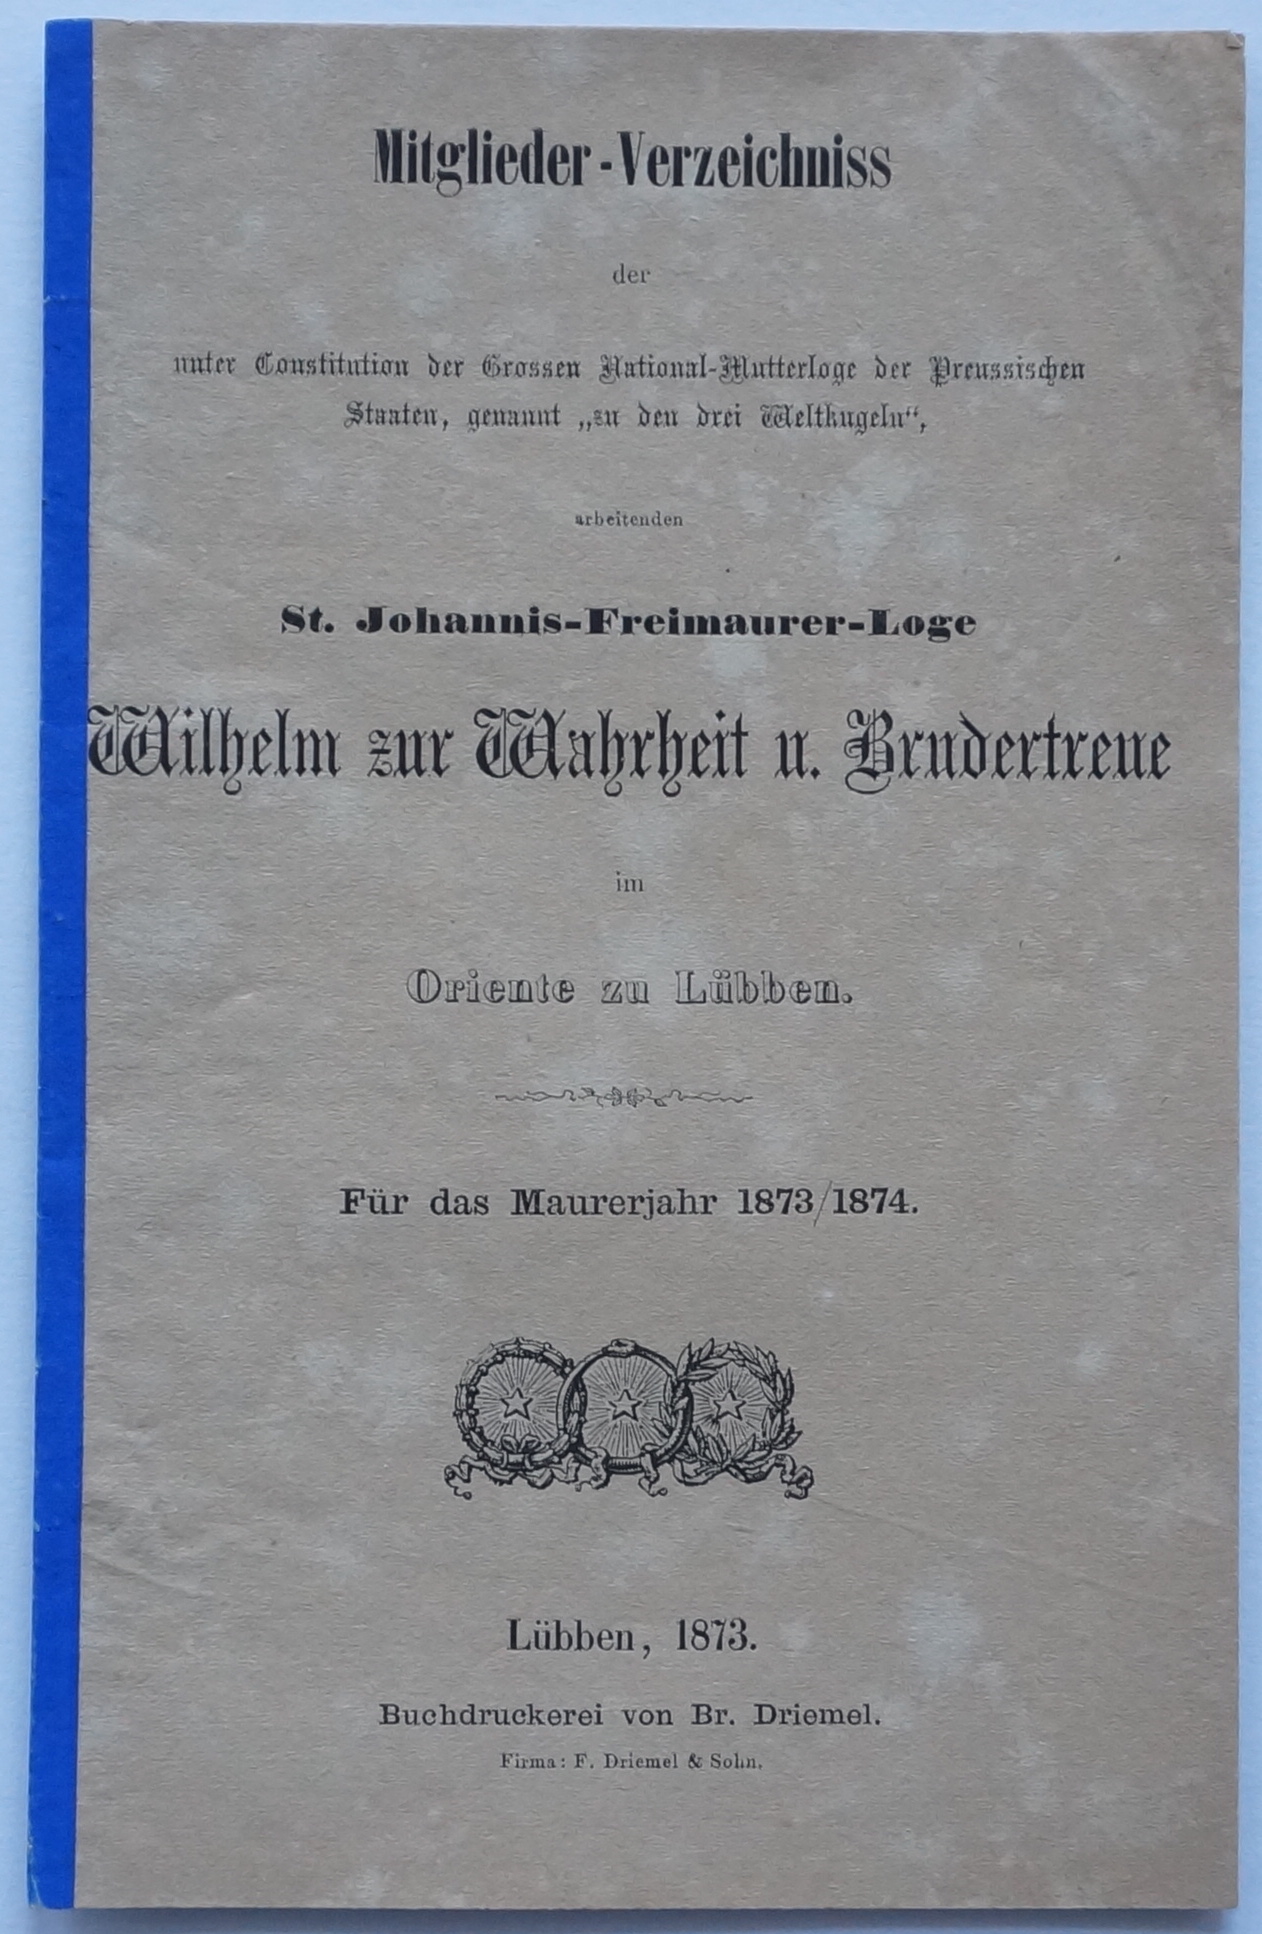 Mitglieder-Verzeichniss
der
unter Constitution der Grossen National-Mutterloge der Preussischen
Staaten, genannt „zu den drei Weltkugeln“,
arbeitenden
St. Johannis-Freimaurer-Loge
Wilhelm zur Wahrheit u. Brudertreue
im
Oriente zu Lübben.
Für das Maurerjahr 1873/1874.
Lübben, 1873.
Buchdruckerei von Br. Driemel.
Firma: F. Driemel & Sohn.